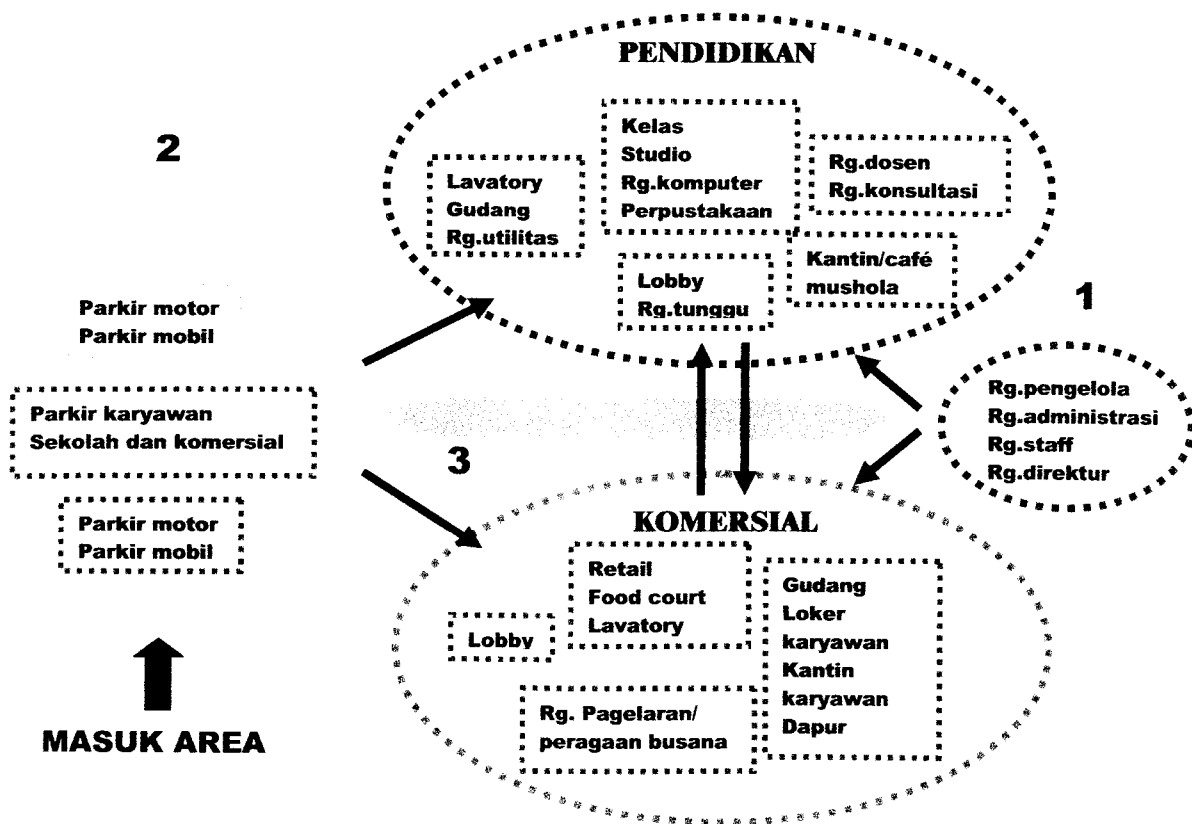 PENDIDIKAN
2
Kelas
Studio
Rg.komputer
Perpustakaan
Rg.dosen
Rg.konsultasi
Lavatory
Gudang
Rg.utilitas
Lobby
Rg.tunggu
Kantin/café
mushola
1
Parkir motor
Parkir mobil
Parkir karyawan
Sekolah dan komersial
Parkir motor
Parkir mobil
Rg.pengelola
Rg.administrasi
Rg.staff
Rg.direktur
3
KOMERSIAL
Retail
Food court
Lavatory
Gudang
Loker
karyawan
Kantin
karyawan
Dapur
Lobby
Rg. Pagelaran/
peragaan busana
MASUK AREA